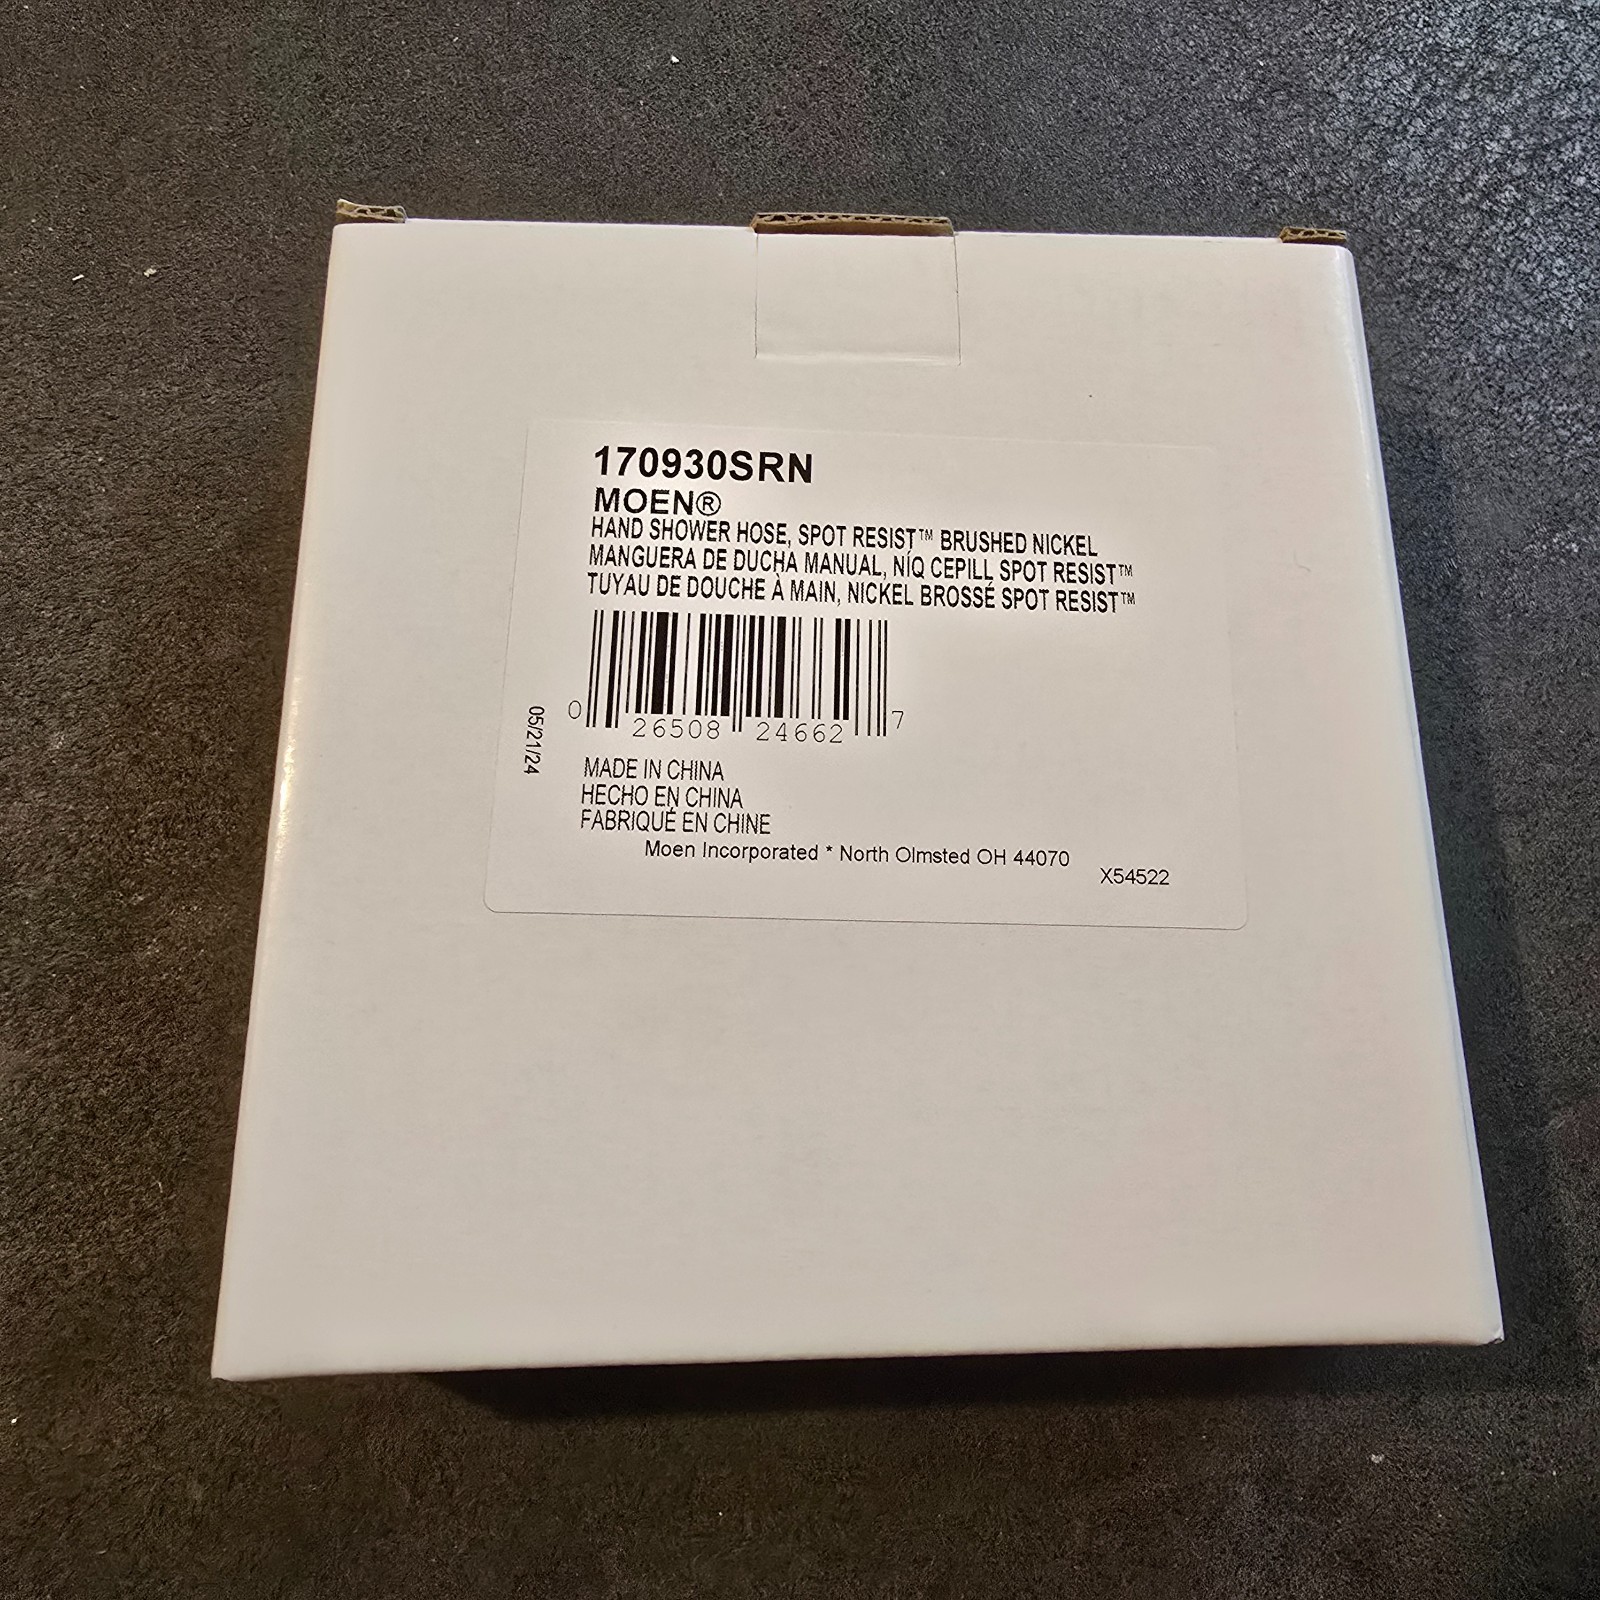 170930SRN
MOEN®
HAND SHOWER HOSE, SPOT RESIST™ BRUSHED NICKEL
MANGUERA DE DUCHA MANUAL, NÍQ CEPILL SPOT RESIST™
TUYAU DE DOUCHE À MAIN, NICKEL BROSSÉ SPOT RESIST™
0 26508 24662 7
05/21/24
MADE IN CHINA
HECHO EN CHINA
FABRIQUÉ EN CHINE
Moen Incorporated * North Olmsted OH 44070
X54522